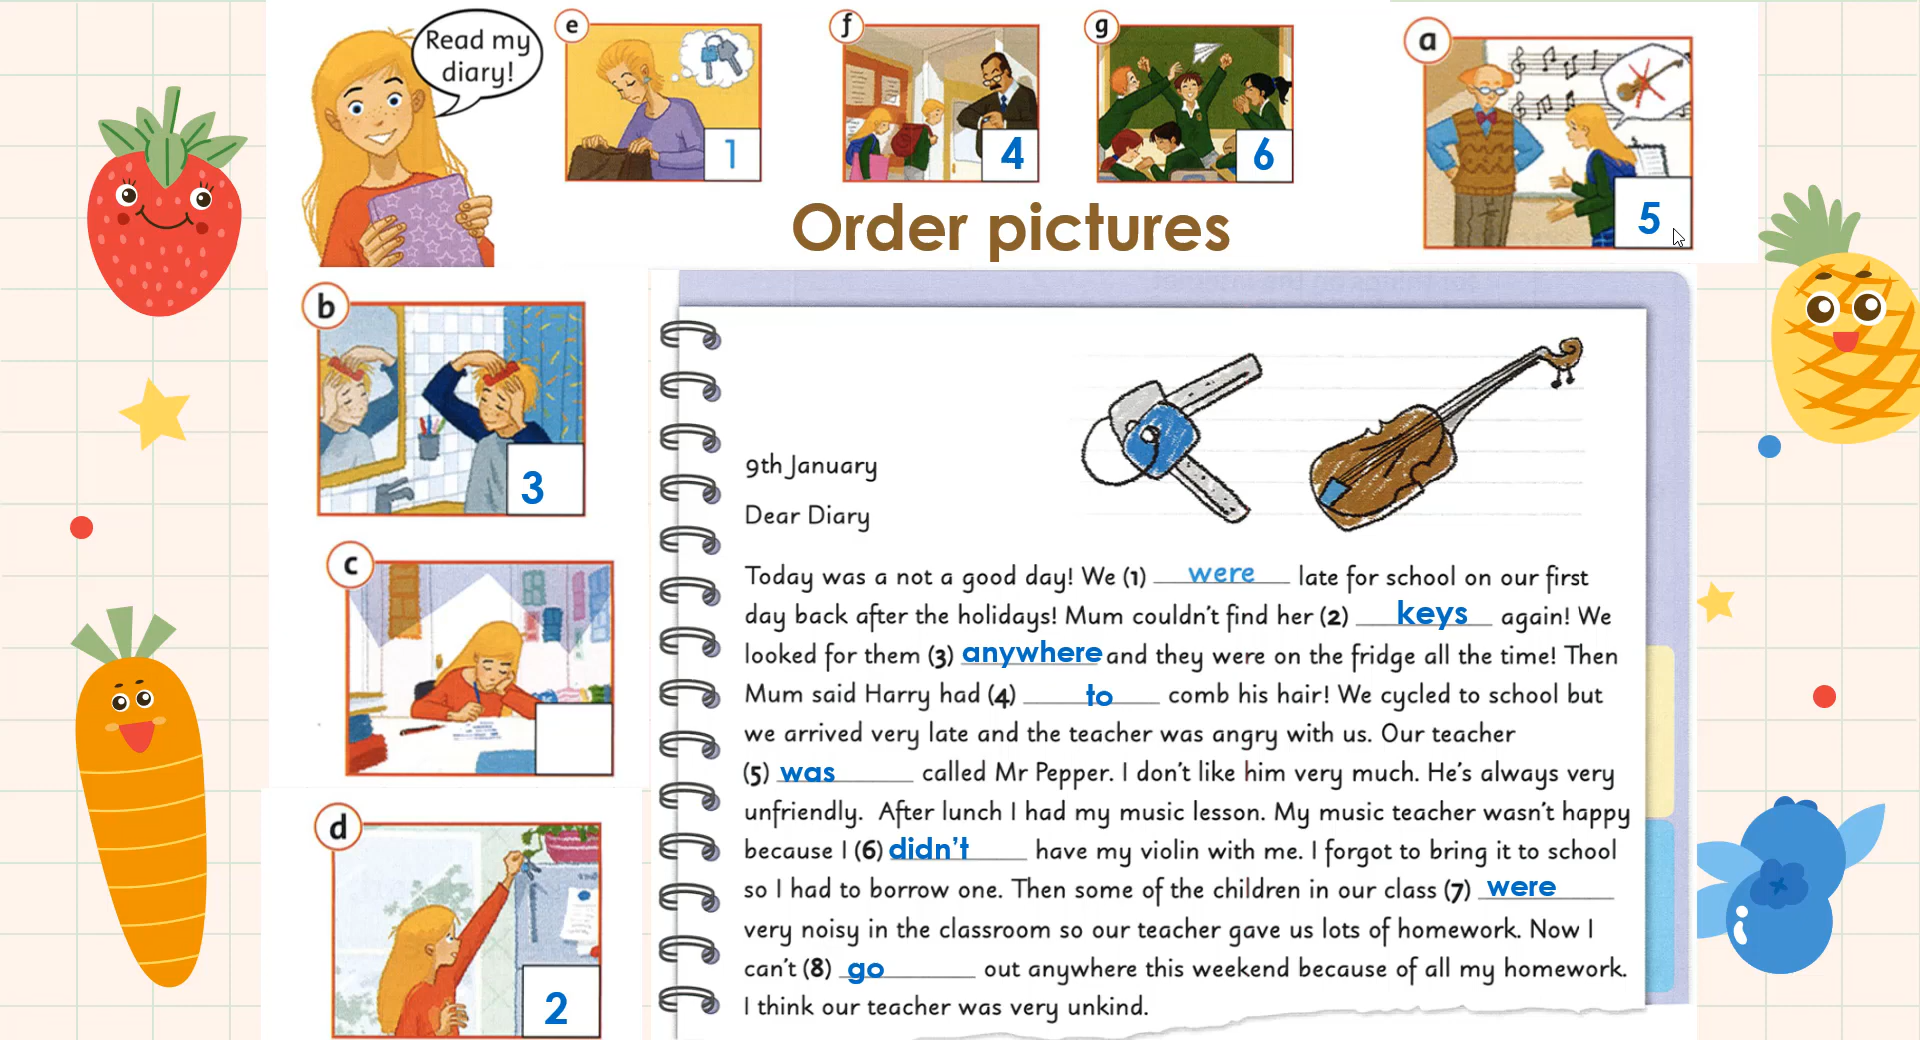 Read my
diary!
e
1
f
4
g
6
a
5
Order pictures
b
3
c
d
2
9th January
Dear Diary
Today was a not a good day! We (1) were late for school on our first
day back after the holidays! Mum couldn't find her (2) keys again! We
looked for them (3) anywhere and they were on the fridge all the time! Then
Mum said Harry had (4) to comb his hair! We cycled to school but
we arrived very late and the teacher was angry with us. Our teacher
(5) was called Mr Pepper. I don't like him very much. He's always very
unfriendly. After lunch I had my music lesson. My music teacher wasn't happy
because I (6) didn't have my violin with me. I forgot to bring it to school
so I had to borrow one. Then some of the children in our class (7) were
very noisy in the classroom so our teacher gave us lots of homework. Now I
can't (8) go out anywhere this weekend because of all my homework.
I think our teacher was very unkind.